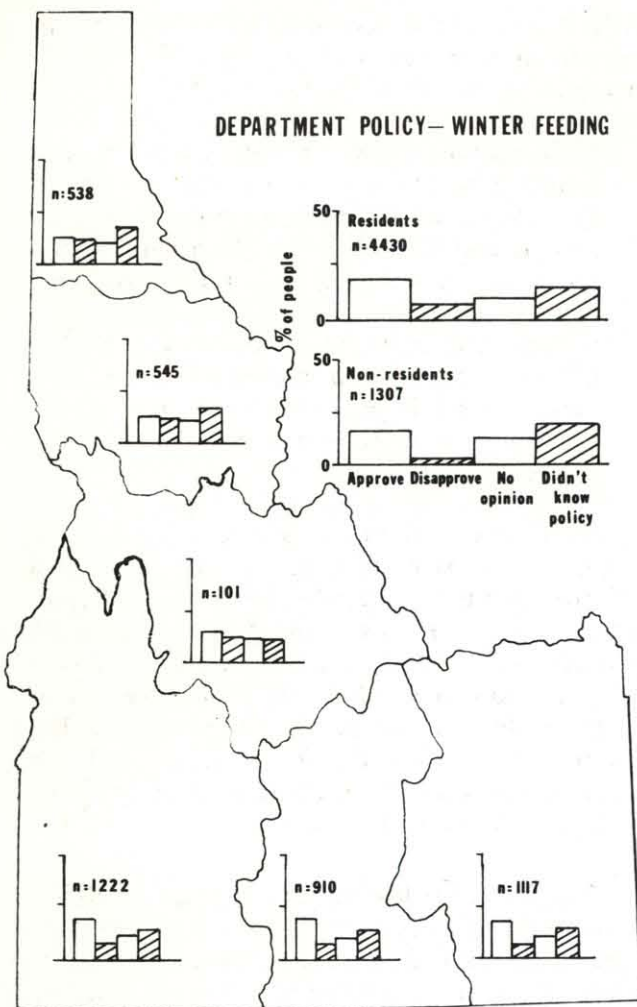 DEPARTMENT POLICY— WINTER FEEDING
n=538
50
Residents
n=4430
% of people
0
n=545
50
Non-residents
n=1307
0
Approve Disapprove No opinion Didn't know policy
n=101
n=1222
n=910
n=1117